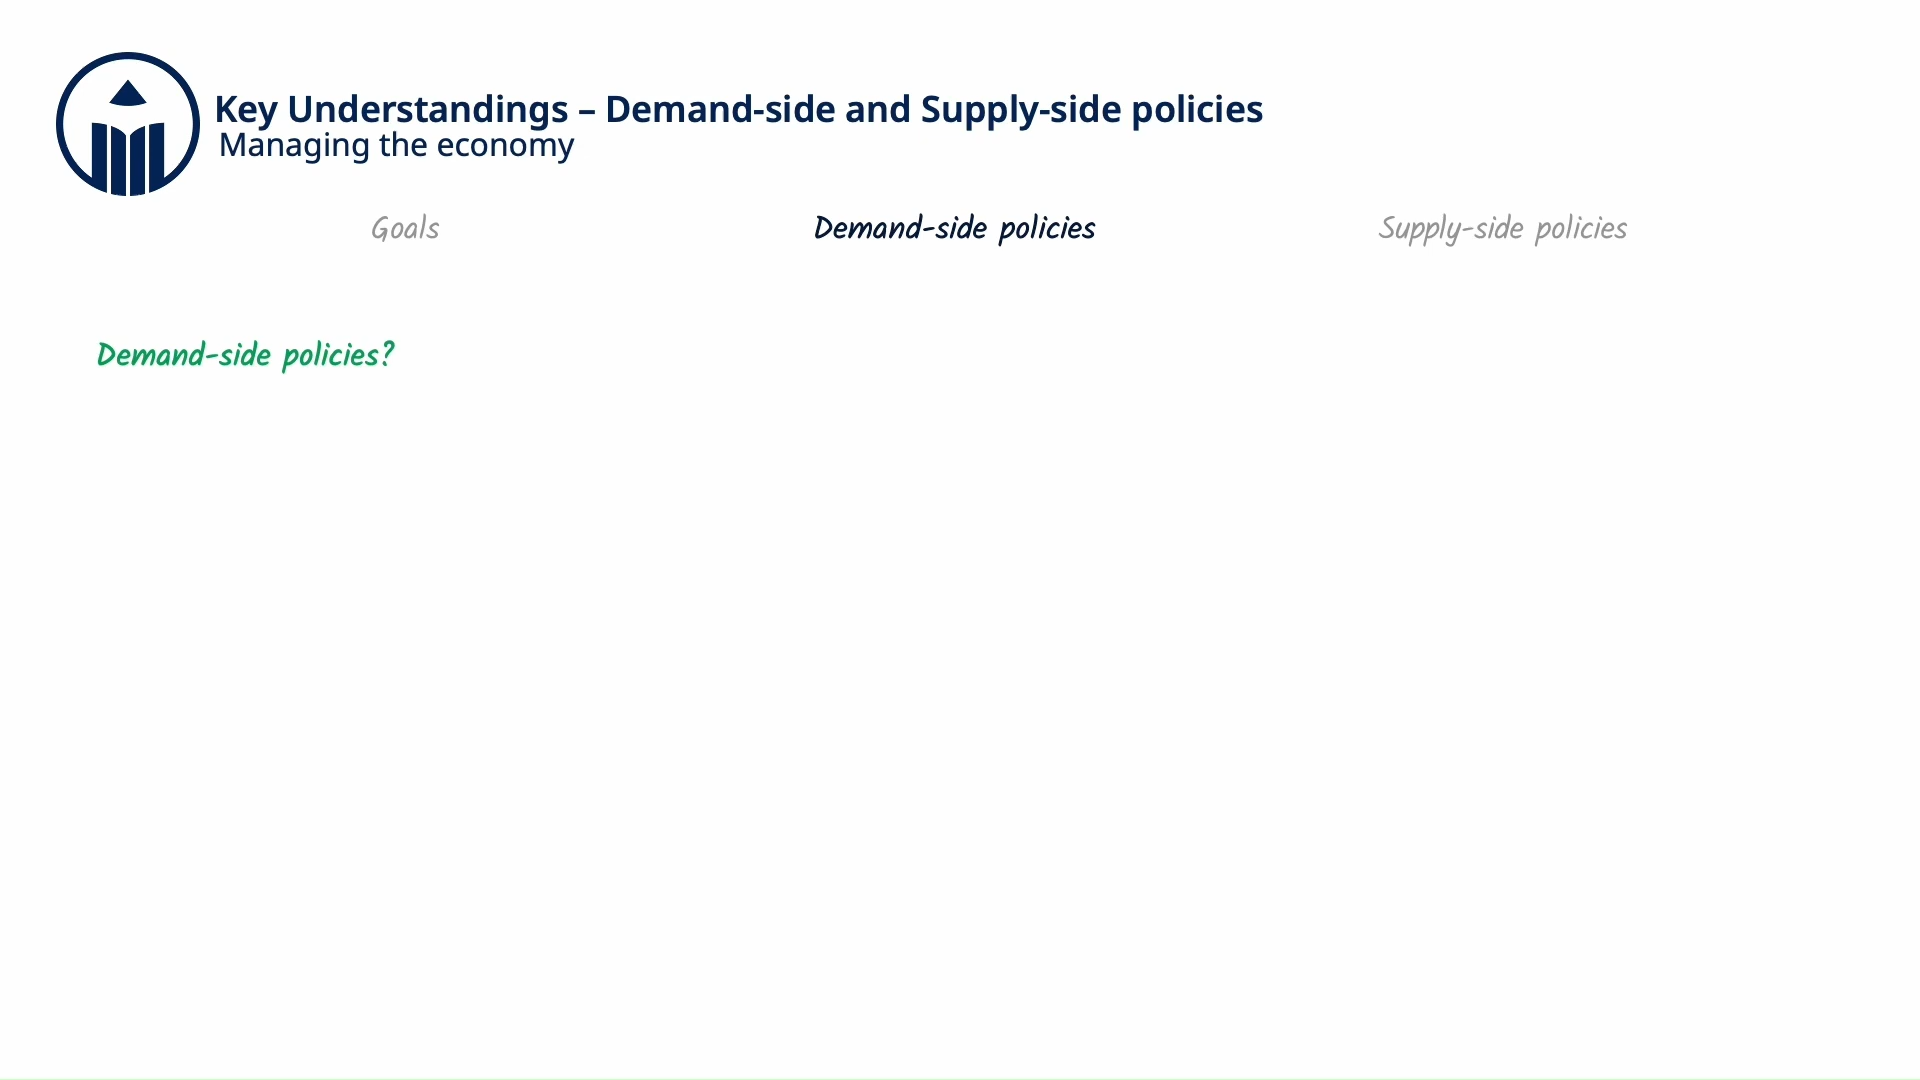 Key Understandings – Demand-side and Supply-side policies
Managing the economy
Goals
Demand-side policies
Supply-side policies
Demand-side policies?